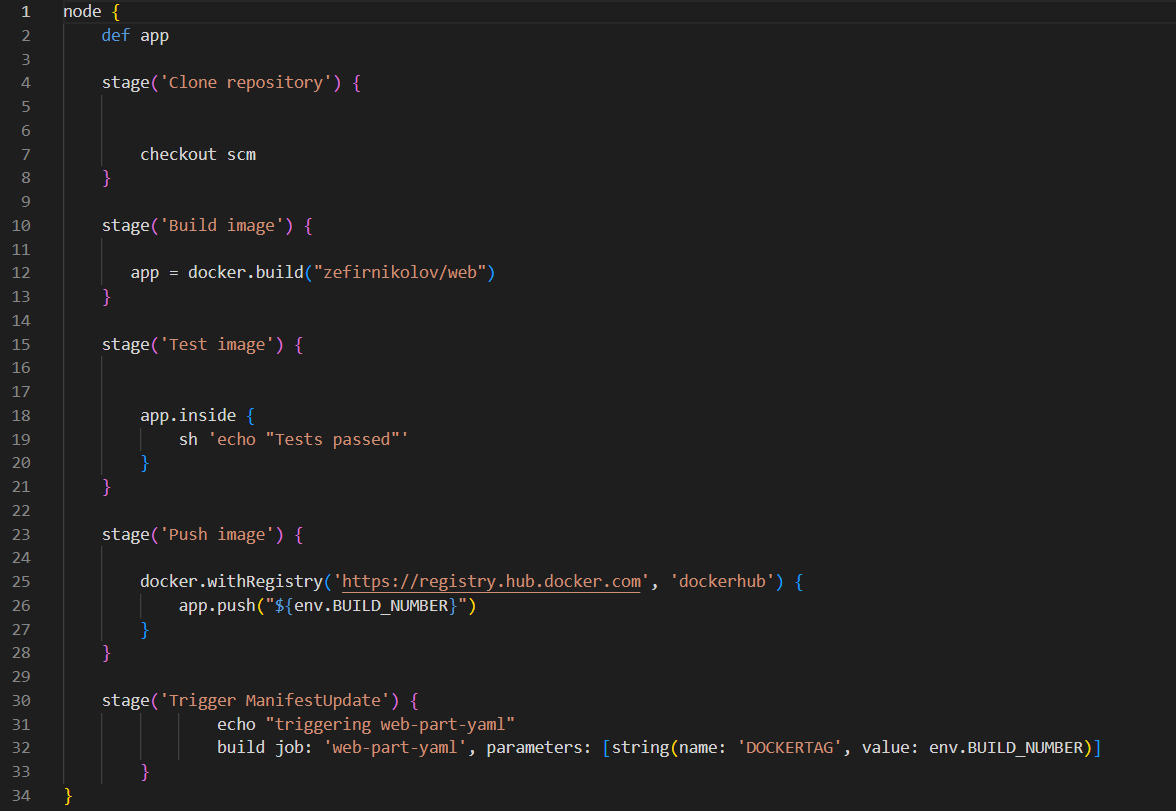 1 node {
2     def app
3
4     stage('Clone repository') {
5
6
7         checkout scm
8     }
9
10     stage('Build image') {
11
12        app = docker.build("zefirnikolov/web")
13     }
14
15     stage('Test image') {
16
17
18         app.inside {
19             sh 'echo "Tests passed"'
20         }
21     }
22
23     stage('Push image') {
24
25         docker.withRegistry('https://registry.hub.docker.com', 'dockerhub') {
26             app.push("${env.BUILD_NUMBER}")
27         }
28     }
29
30     stage('Trigger ManifestUpdate') {
31                 echo "triggering web-part-yaml"
32                 build job: 'web-part-yaml', parameters: [string(name: 'DOCKERTAG', value: env.BUILD_NUMBER)]
33         }
34 }